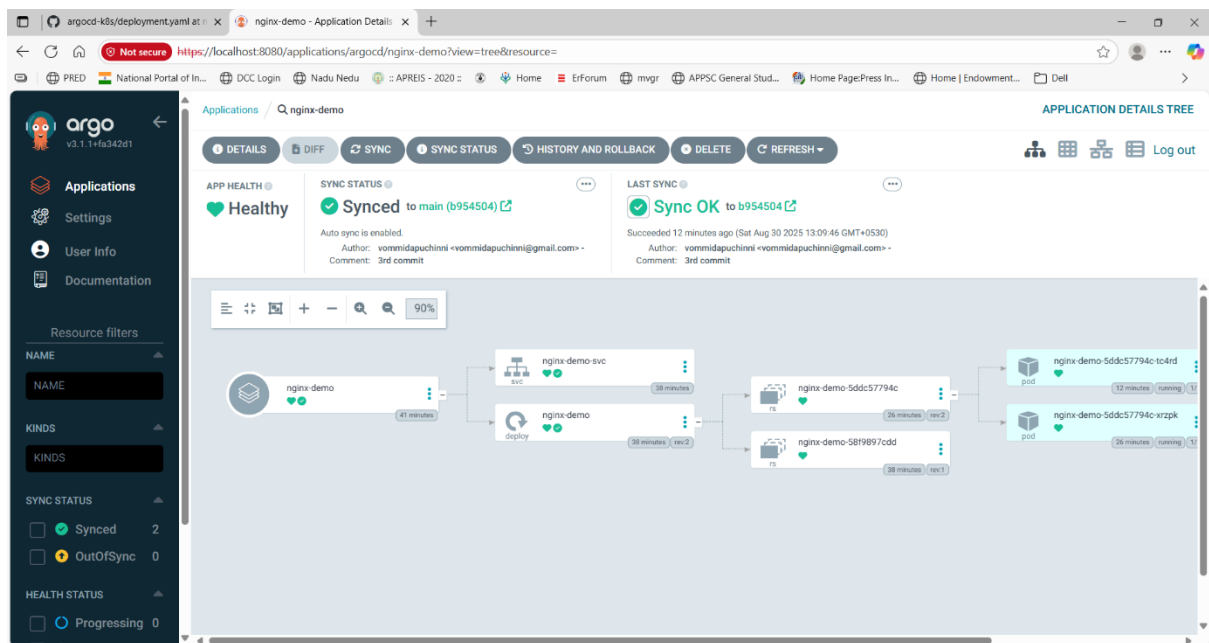 argocd-k8s/deployment.yaml at n
nginx-demo - Application Details
Not secure https://localhost:8080/applications/argocd/nginx-demo?view=tree&resource=
PRED National Portal of In... DCC Login Nadu Nedu :: APREIS - 2020 :: Home ErForum mvgr APPSC General Stud... Home Page:Press In... Home | Endowment... Dell
argo
v3.1.1+fa342d1
Applications
Settings
User Info
Documentation
Resource filters
NAME
NAME
KINDS
KINDS
SYNC STATUS
Synced 2
OutOfSync 0
HEALTH STATUS
Progressing 0
Applications / nginx-demo
APPLICATION DETAILS TREE
DETAILS DIFF SYNC SYNC STATUS HISTORY AND ROLLBACK DELETE REFRESH
Log out
APP HEALTH
Healthy
SYNC STATUS
Synced to main (b954504)
Auto sync is enabled.
Author: vommidapuchinni <vommidapuchinni@gmail.com> -
Comment: 3rd commit
LAST SYNC
Sync OK to b954504
Succeeded 12 minutes ago (Sat Aug 30 2025 13:09:46 GMT+0530)
Author: vommidapuchinni <vommidapuchinni@gmail.com> -
Comment: 3rd commit
90%
nginx-demo
41 minutes
nginx-demo-svc
svc
38 minutes
nginx-demo
deploy
38 minutes rev:2
nginx-demo-5ddc57794c
rs
26 minutes rev:2
nginx-demo-58f9897cdd
rs
38 minutes rev:1
nginx-demo-5ddc57794c-tc4rd
pod
12 minutes running 1/
nginx-demo-5ddc57794c-xrzpk
pod
26 minutes running 1/